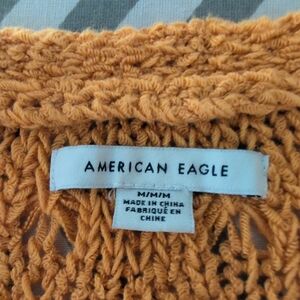 AMERICAN EAGLE
M/M/M
MADE IN CHINA
FABRIQUÉ EN
CHINE